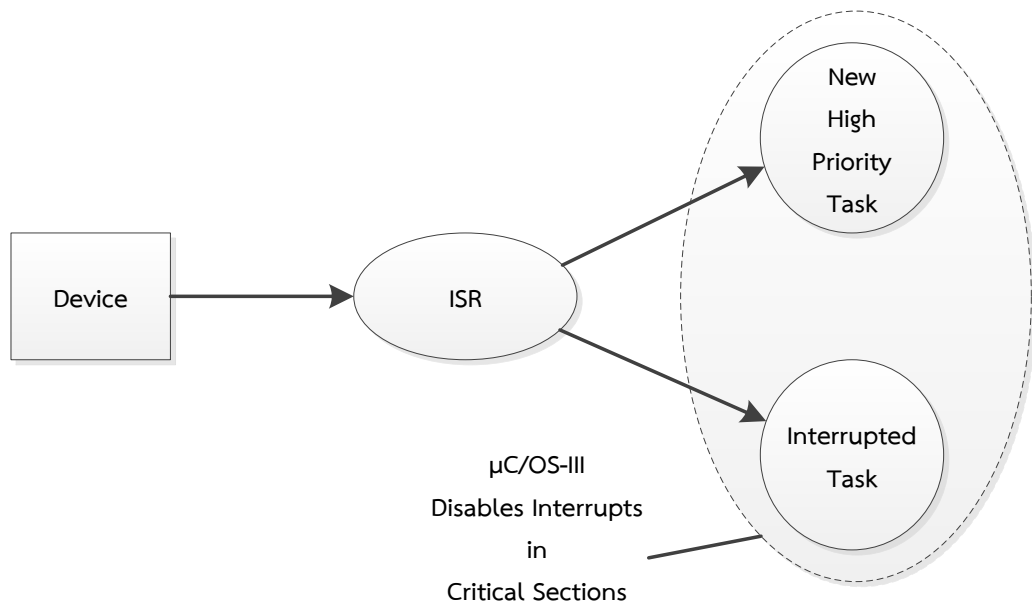 New
High
Priority
Task
Device
ISR
Interrupted
Task
µC/OS-III
Disables Interrupts
in
Critical Sections